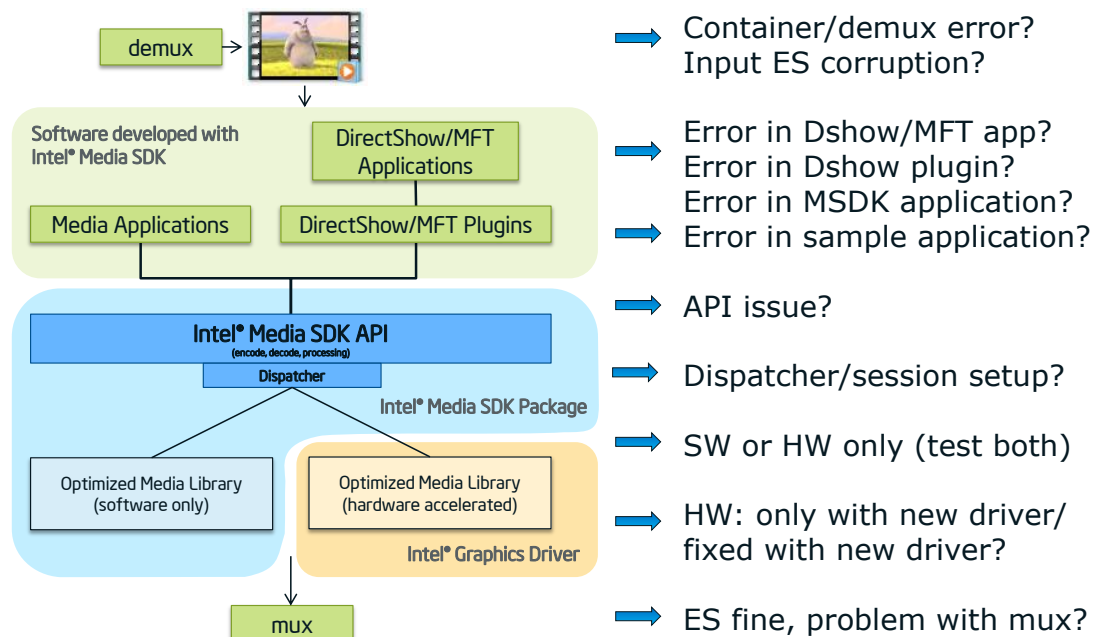 demux
Container/demux error?
Input ES corruption?
Software developed with
Intel® Media SDK
DirectShow/MFT
Applications
Media Applications
DirectShow/MFT Plugins
Error in Dshow/MFT app?
Error in Dshow plugin?
Error in MSDK application?
Error in sample application?
Intel® Media SDK API
(encode, decode, processing)
Dispatcher
Intel® Media SDK Package
API issue?
Dispatcher/session setup?
Optimized Media Library
(software only)
Optimized Media Library
(hardware accelerated)
Intel® Graphics Driver
SW or HW only (test both)
HW: only with new driver/
fixed with new driver?
mux
ES fine, problem with mux?